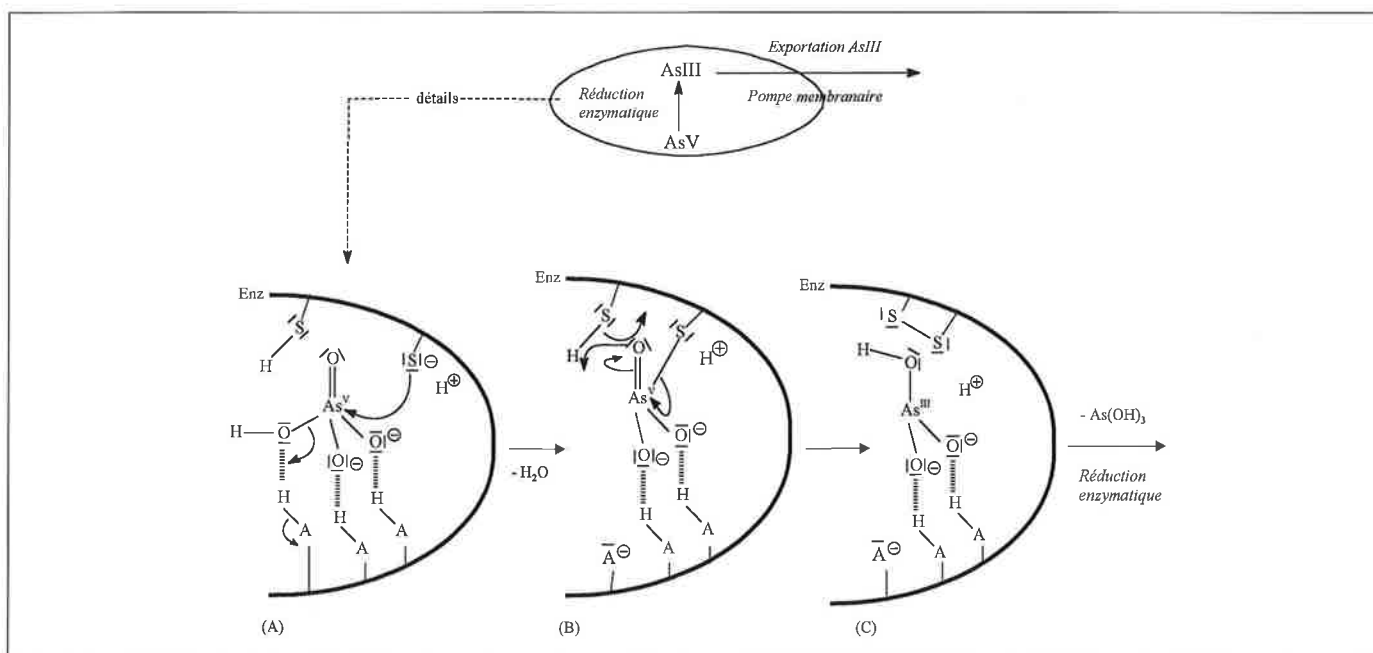 Exportation AsIII
AsIII
détails
Réduction
enzymatique
Pompe membranaire
AsV
Enz
S
H
O
S ⊖
H ⊕
As V
H O
O ⊖
O ⊖
H
H
H
A
A
A
(A)
- H₂O
Enz
S
S
H
O
H ⊕
As V
O ⊖
O ⊖
H
H
A ⊖
A
A
(B)
Enz
S
S
H
O
H ⊕
As III
O ⊖
O ⊖
H
H
A ⊖
A
A
(C)
- As(OH)₃
Réduction
enzymatique